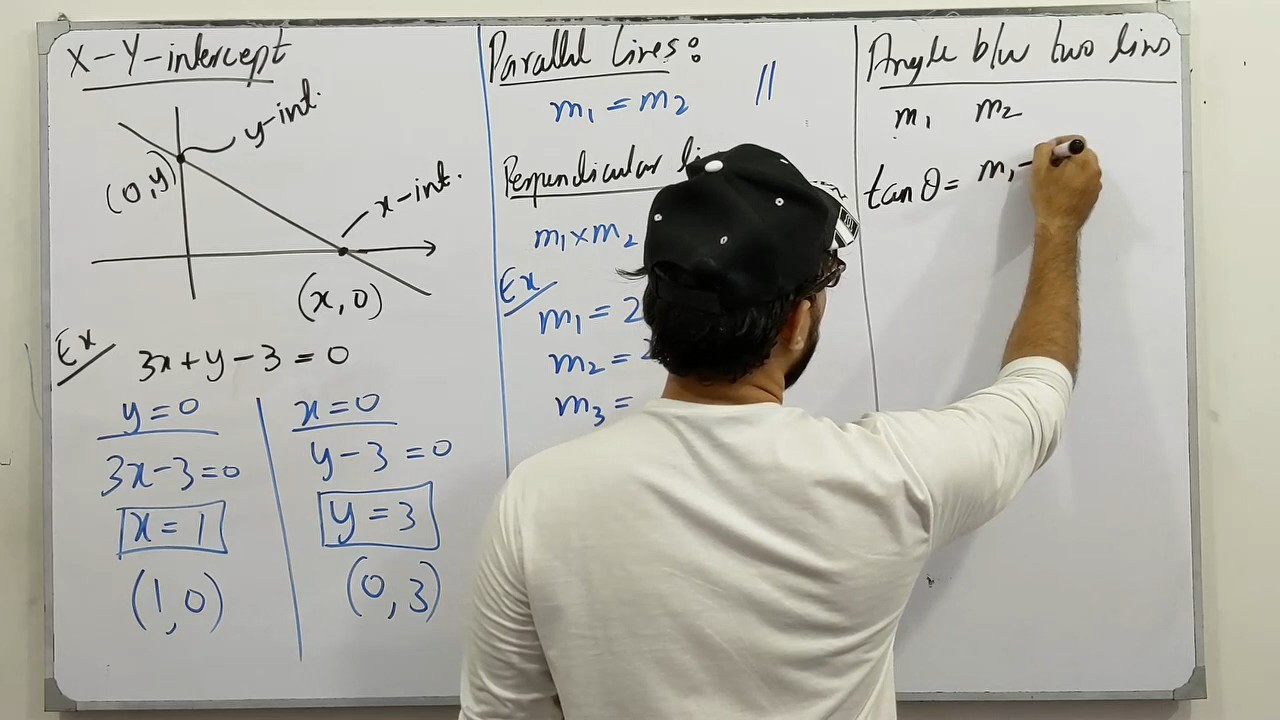 X-Y-intercept
y-int.
(0,y)
x-int.
(x,0)
Ex
3x+y-3=0
y=0
3x-3=0
x=1
(1,0)
x=0
y-3=0
y=3
(0,3)
Parallel Lines:
m₁=m₂ //
Perpendicular
m₁×m₂
Ex
m₁=2
m₂=
m₃=
Angle b/w two lines
m₁ m₂
tanθ= m₁-